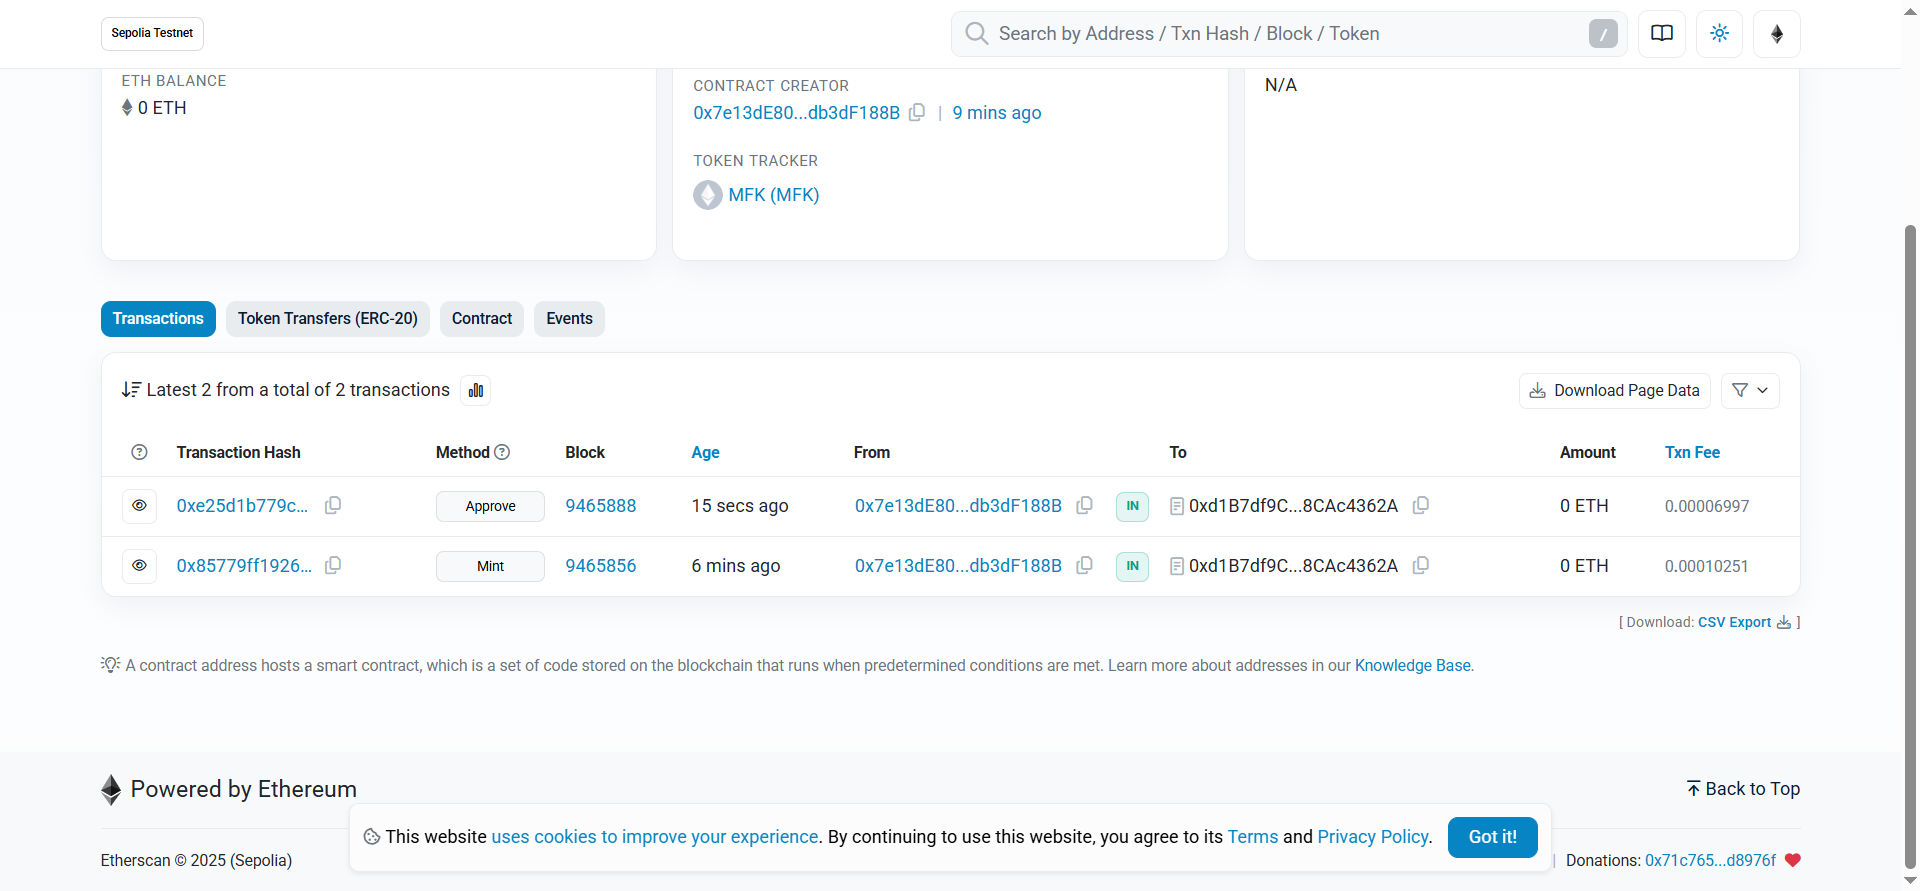 Sepolia Testnet
Search by Address / Txn Hash / Block / Token
/
ETH BALANCE
0 ETH
CONTRACT CREATOR
0x7e13dE80...db3dF188B | 9 mins ago
TOKEN TRACKER
MFK (MFK)
N/A
Transactions
Token Transfers (ERC-20)
Contract
Events
Latest 2 from a total of 2 transactions
Download Page Data
? Transaction Hash Method ? Block Age From To Amount Txn Fee
0xe25d1b779c... Approve 9465888 15 secs ago 0x7e13dE80...db3dF188B IN 0xd1B7df9C...8CAc4362A 0 ETH 0.00006997
0x85779ff1926... Mint 9465856 6 mins ago 0x7e13dE80...db3dF188B IN 0xd1B7df9C...8CAc4362A 0 ETH 0.00010251
[ Download: CSV Export ]
A contract address hosts a smart contract, which is a set of code stored on the blockchain that runs when predetermined conditions are met. Learn more about addresses in our Knowledge Base.
Powered by Ethereum
Back to Top
This website uses cookies to improve your experience. By continuing to use this website, you agree to its Terms and Privacy Policy.
Got it!
Etherscan © 2025 (Sepolia)
| Donations: 0x71c765...d8976f